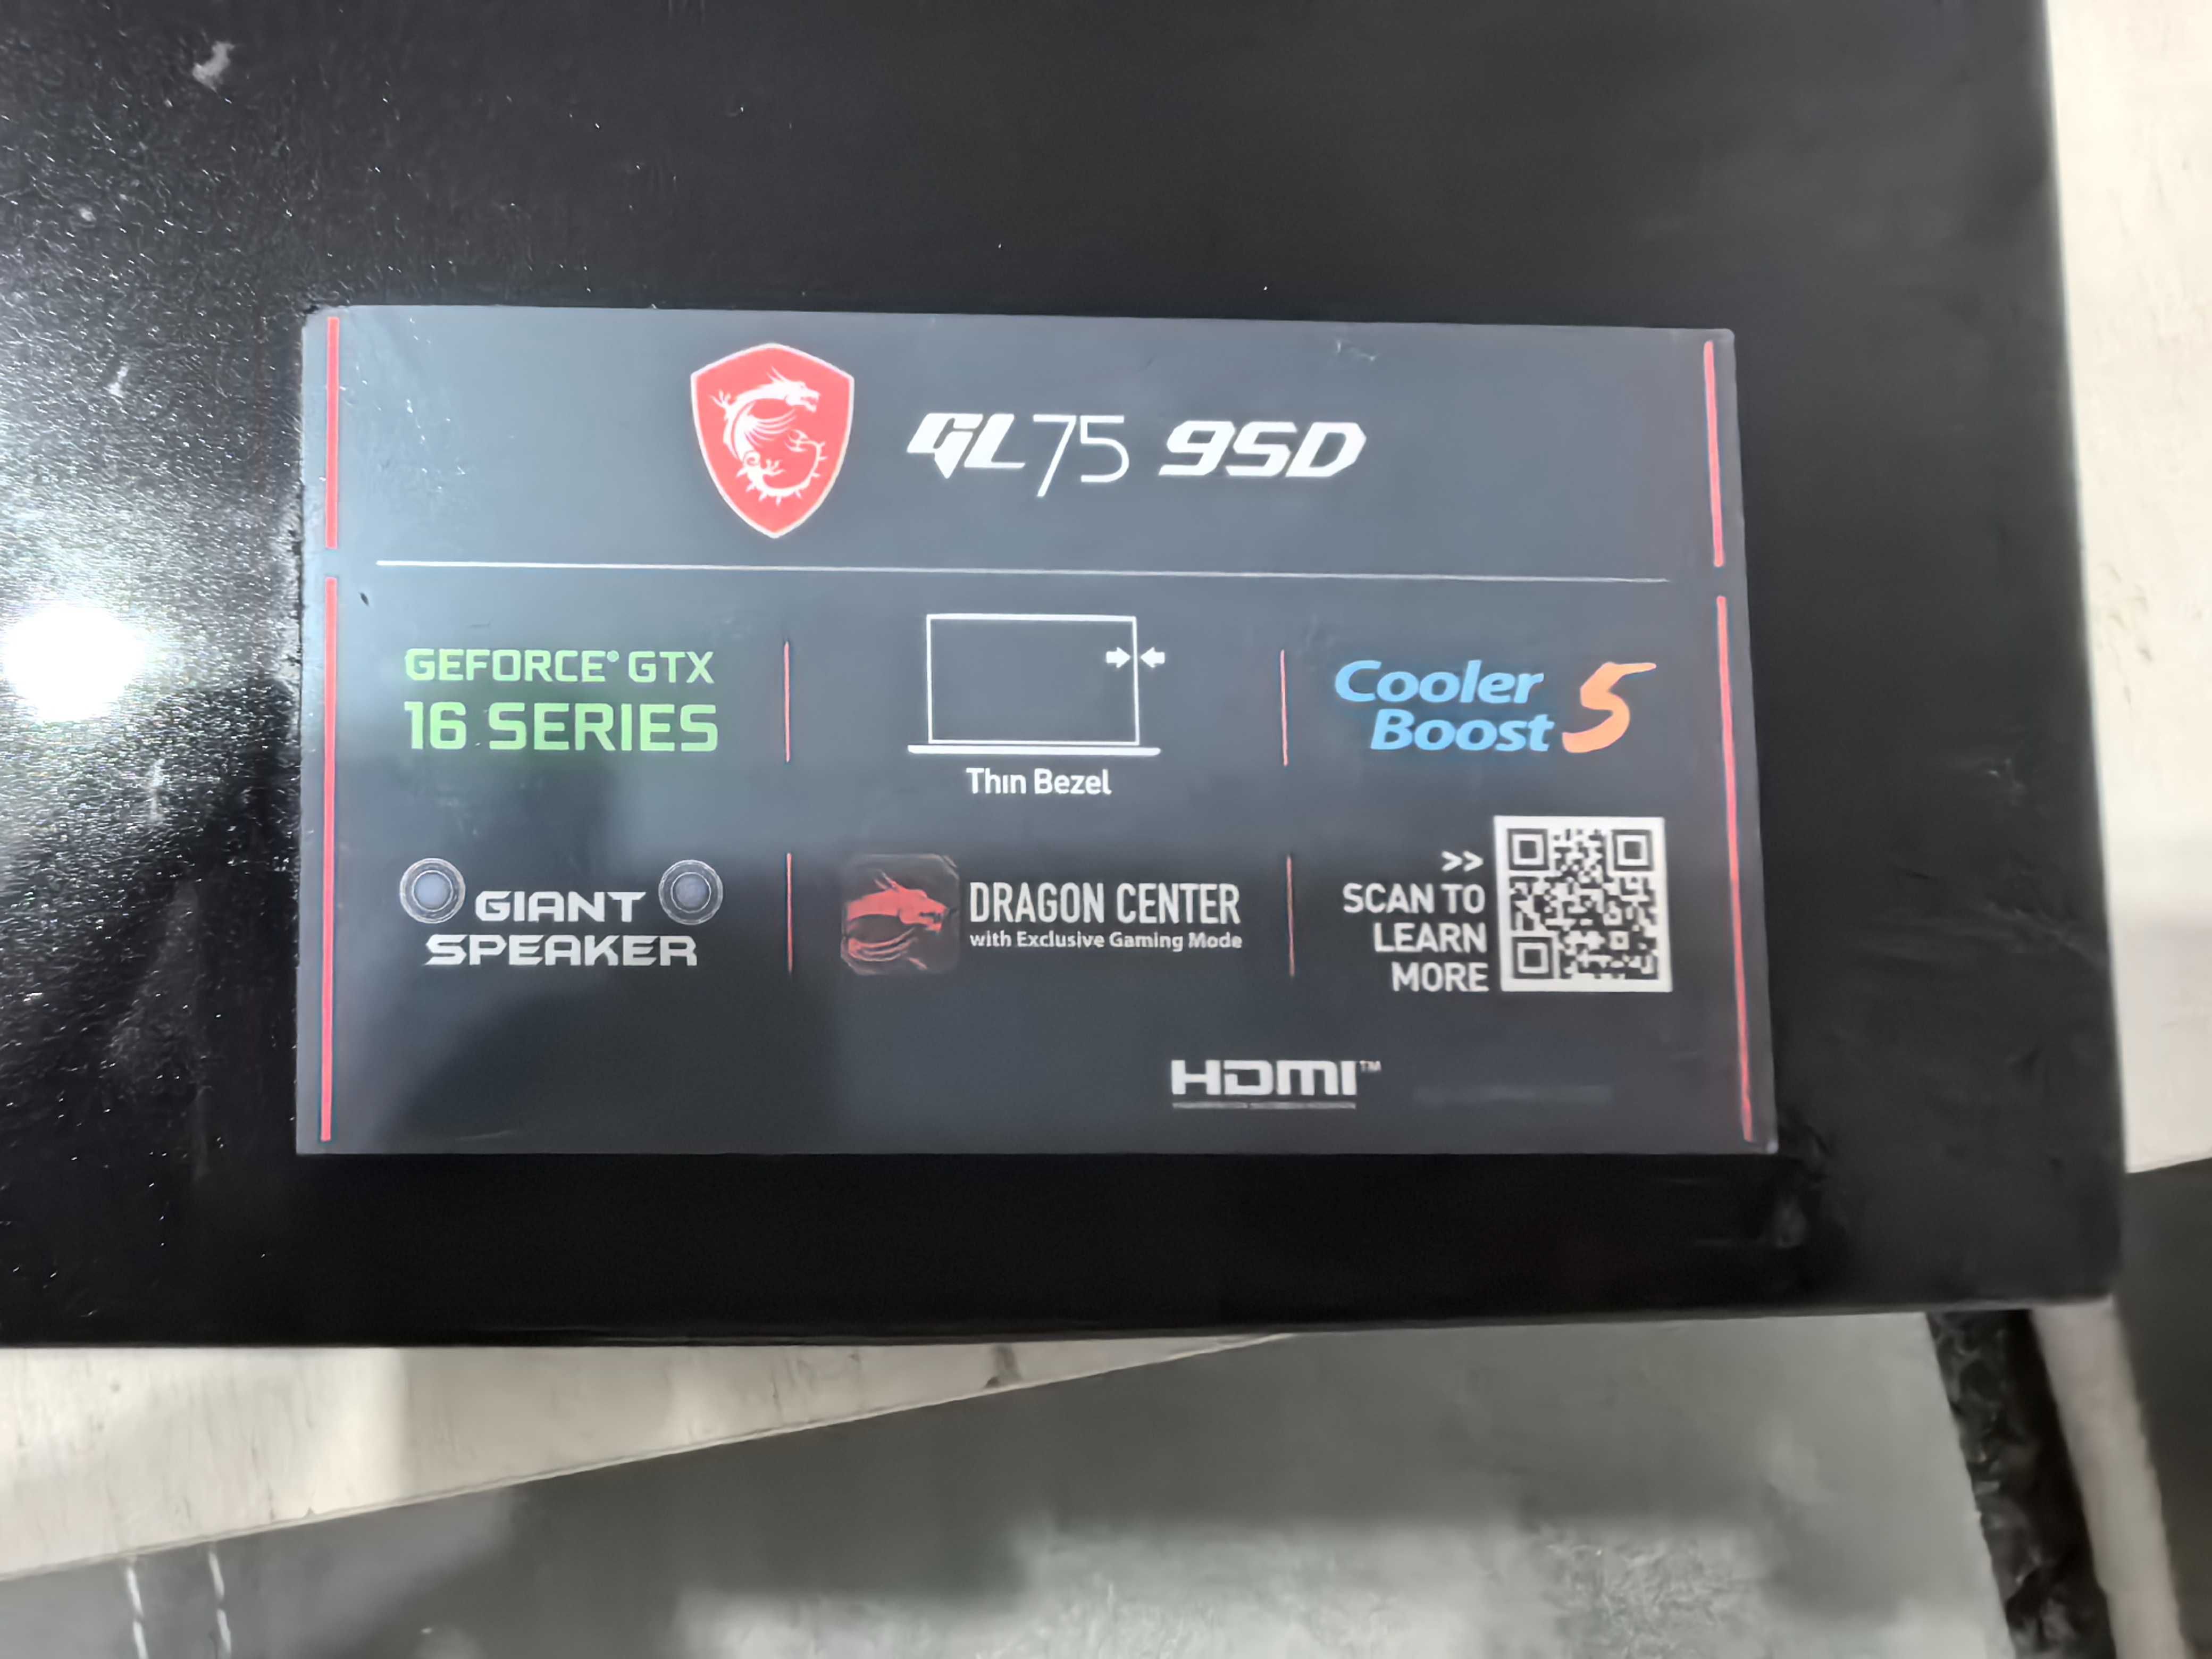 GL75 9SD
GEFORCE® GTX
16 SERIES
Thin Bezel
Cooler
Boost 5
GIANT
SPEAKER
DRAGON CENTER
with Exclusive Gaming Mode
>>
SCAN TO
LEARN
MORE
HDMI™